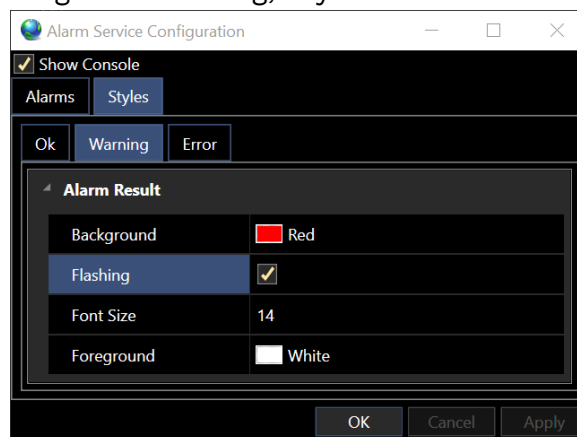 Alarm Service Configuration
Show Console
Alarms Styles
Ok Warning Error
Alarm Result
Background Red
Flashing
Font Size 14
Foreground White
OK Cancel Apply